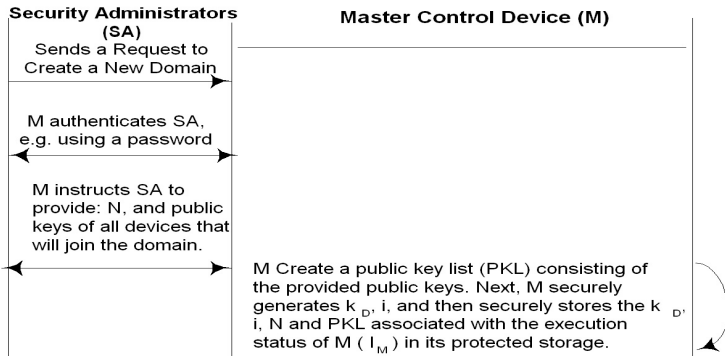 Security Administrators
(SA)
Master Control Device (M)
Sends a Request to
Create a New Domain
M authenticates SA,
e.g. using a password
M instructs SA to
provide: N, and public
keys of all devices that
will join the domain.
M Create a public key list (PKL) consisting of
the provided public keys. Next, M securely
generates k D, i, and then securely stores the k D,
i, N and PKL associated with the execution
status of M ( I M ) in its protected storage.